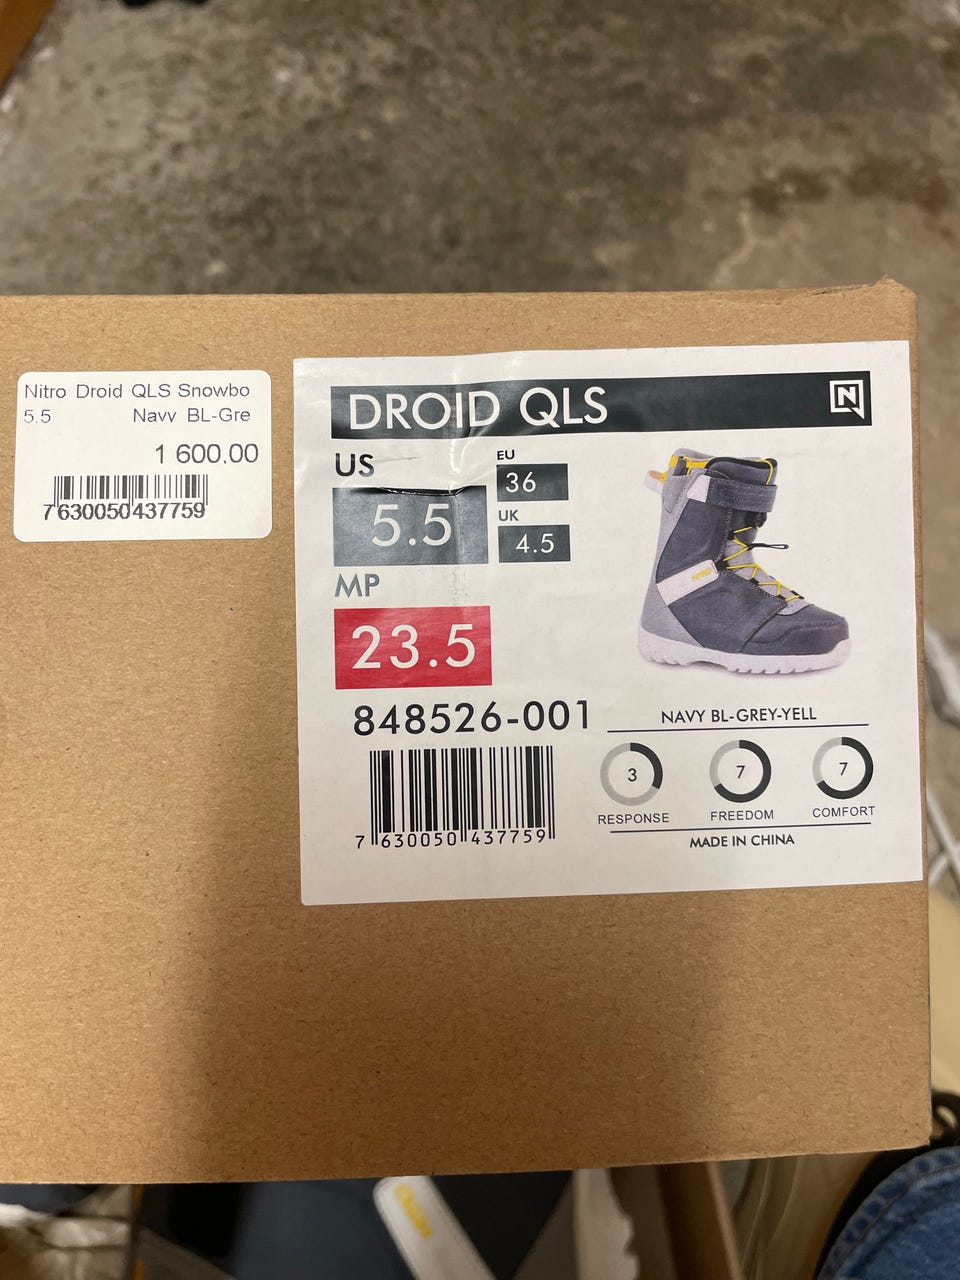 Nitro Droid QLS Snowbo
5.5 Navy BL-Gre
1 600,00
7630050437759
DROID QLS
N
US
5.5
EU
36
UK
4.5
MP
23.5
848526-001
7 630050 437759
NITRO
NAVY BL-GREY-YELL
3 7 7
RESPONSE FREEDOM COMFORT
MADE IN CHINA